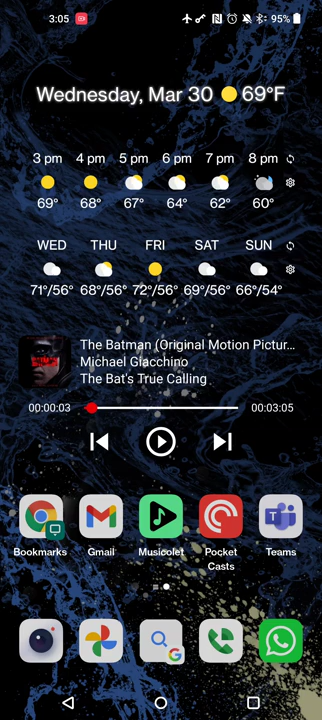 3:05
95%
Wednesday, Mar 30 69°F
3 pm 4 pm 5 pm 6 pm 7 pm 8 pm
69° 68° 67° 64° 62° 60°
WED THU FRI SAT SUN
71°/56° 68°/56° 72°/56° 69°/56° 66°/54°
The Batman (Original Motion Pictur...
Michael Giacchino
The Bat's True Calling
00:00:03 00:03:05
Bookmarks Gmail Musicolet Pocket Casts Teams